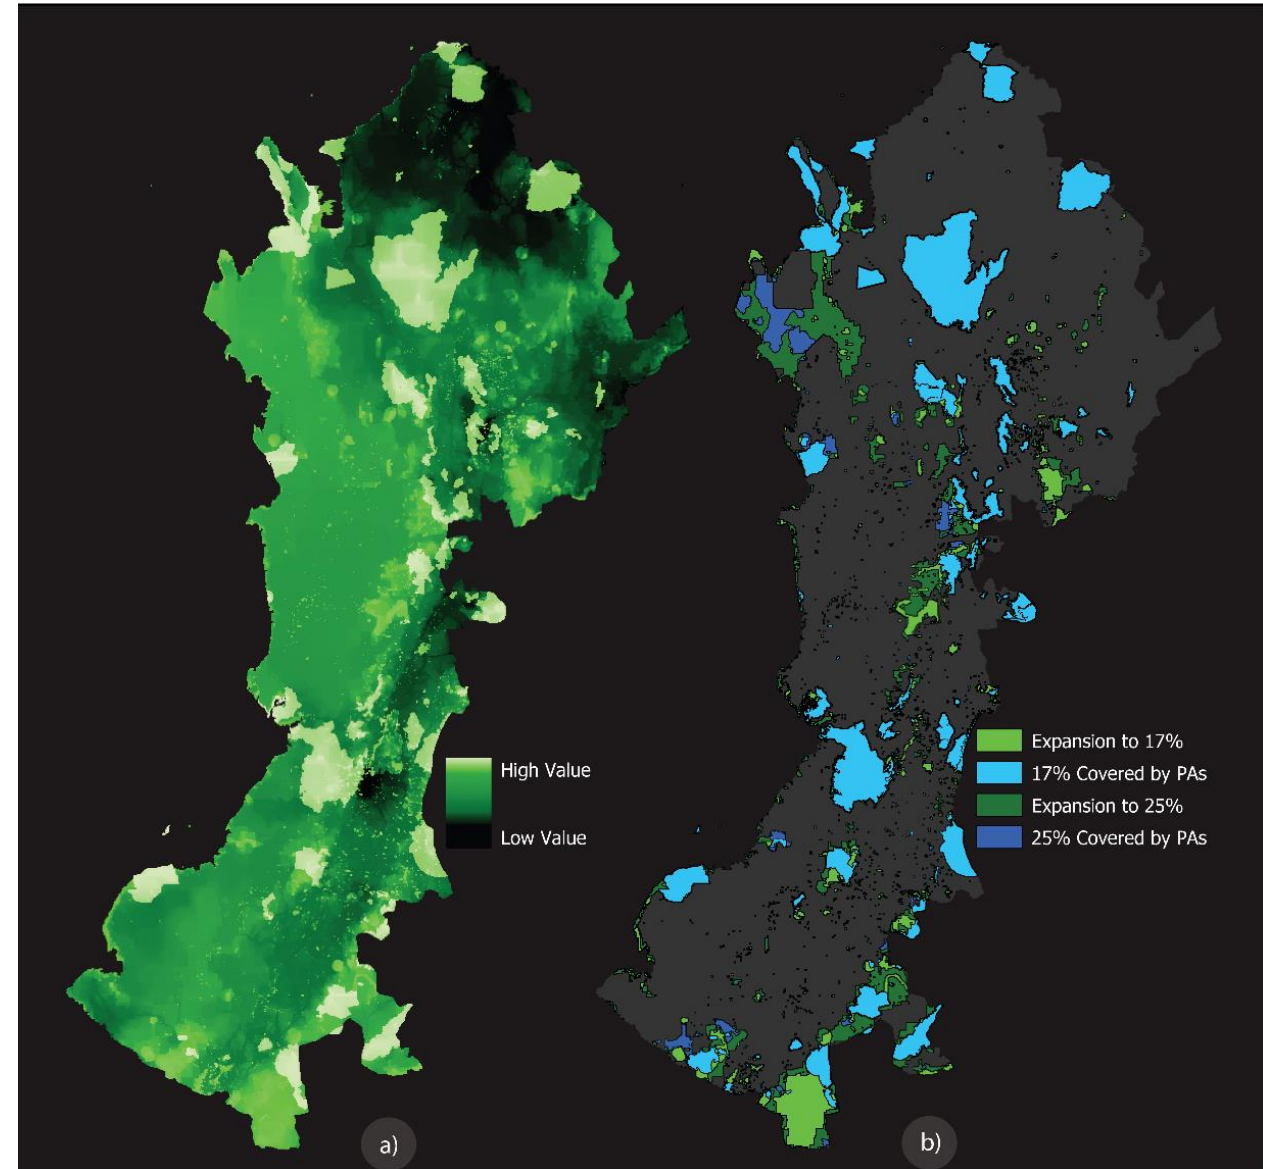 High Value
Low Value
Expansion to 17%
17% Covered by PAs
Expansion to 25%
25% Covered by PAs
a)
b)